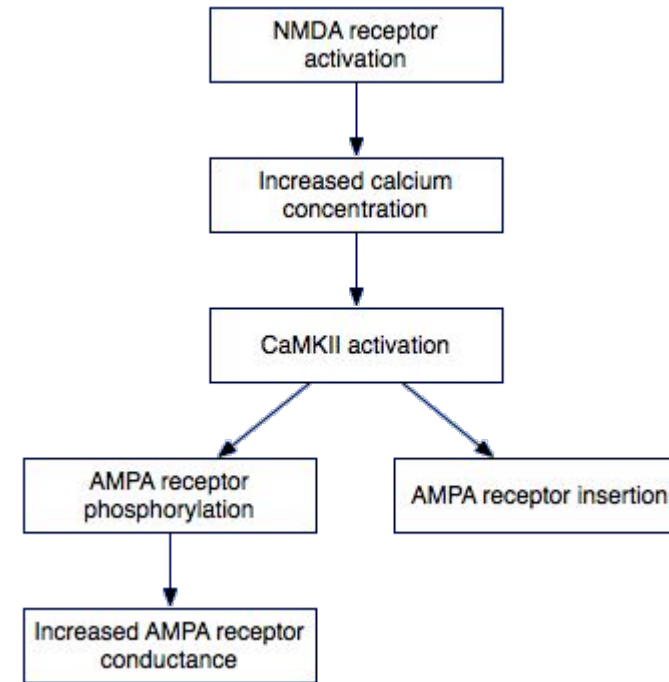 NMDA receptor
activation
Increased calcium
concentration
CaMKII activation
AMPA receptor
phosphorylation
AMPA receptor insertion
Increased AMPA receptor
conductance